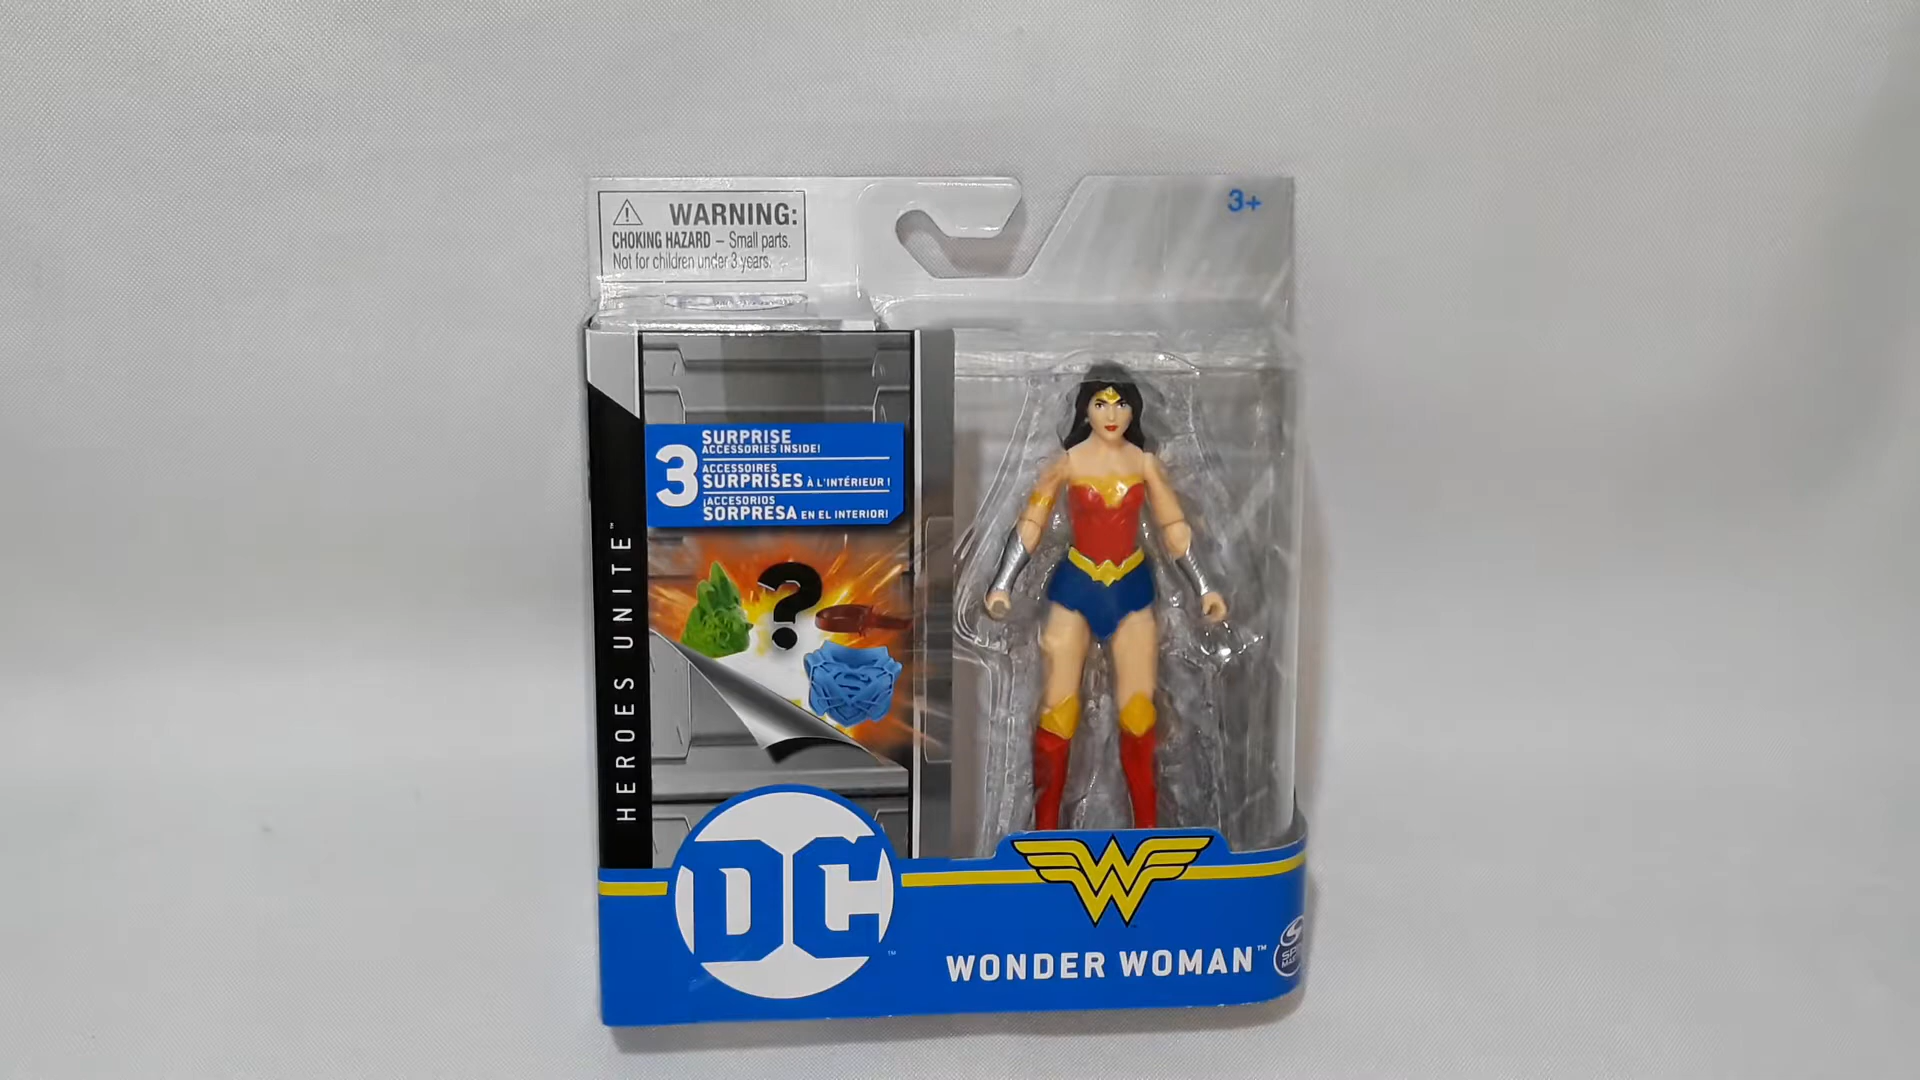 WARNING:
CHOKING HAZARD – Small parts.
Not for children under 3 years.
3+
3
SURPRISE
ACCESSORIES INSIDE!
ACCESSOIRES
SURPRISES À L'INTÉRIEUR !
¡ACCESORIOS
SORPRESA EN EL INTERIOR!
?
HEROES UNITE™
DC™
W
WONDER WOMAN™